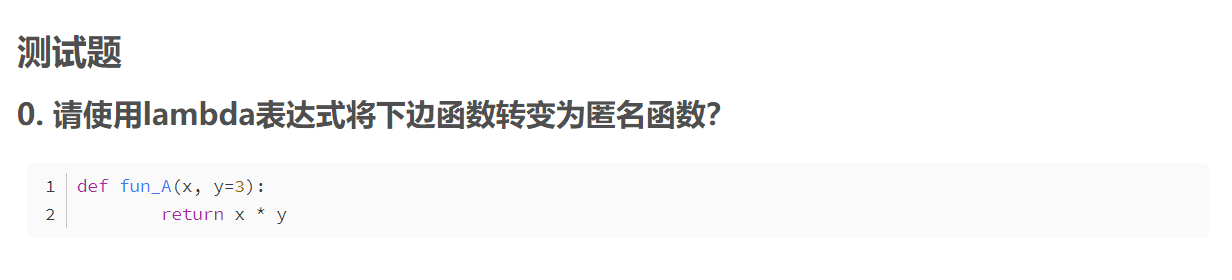 测试题
0. 请使用lambda表达式将下边函数转变为匿名函数?
1 def fun_A(x, y=3):
2         return x * y